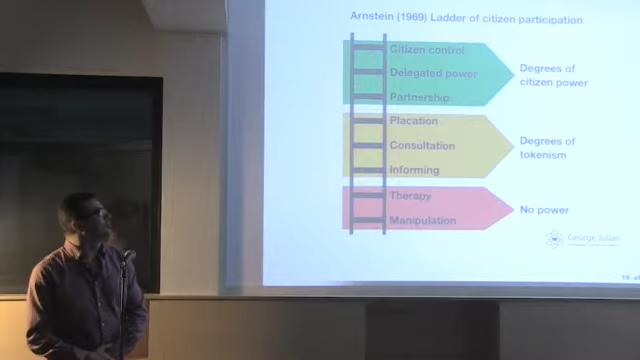 Arnstein (1969) Ladder of citizen participation
Citizen control
Delegated power
Partnership
Degrees of
citizen power
Placation
Consultation
Informing
Degrees of
tokenism
Therapy
Manipulation
No power
George Julian